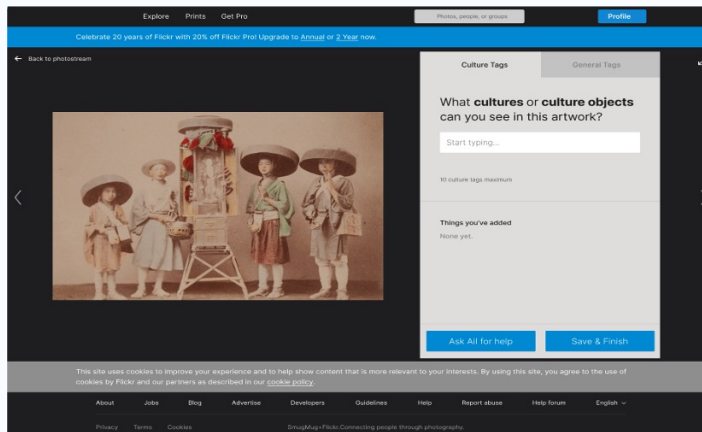 Explore Prints Get Pro Photos, people, or groups Profile
Celebrate 20 years of Flickr with 20% off Flickr Pro! Upgrade to Annual or 2 Year now.
Back to photostream
Culture Tags General Tags
What cultures or culture objects
can you see in this artwork?
Start typing...
10 culture tags maximum
Things you've added
None yet.
Ask All for help Save & Finish
This site uses cookies to improve your experience and to help show content that is more relevant to your interests. By using this site, you agree to the use of
cookies by Flickr and our partners as described in our cookie policy.
About Jobs Blog Advertise Developers Guidelines Help Report abuse Help forum English
Privacy Terms Cookies SmugMug+Flickr.Connecting people through photography.